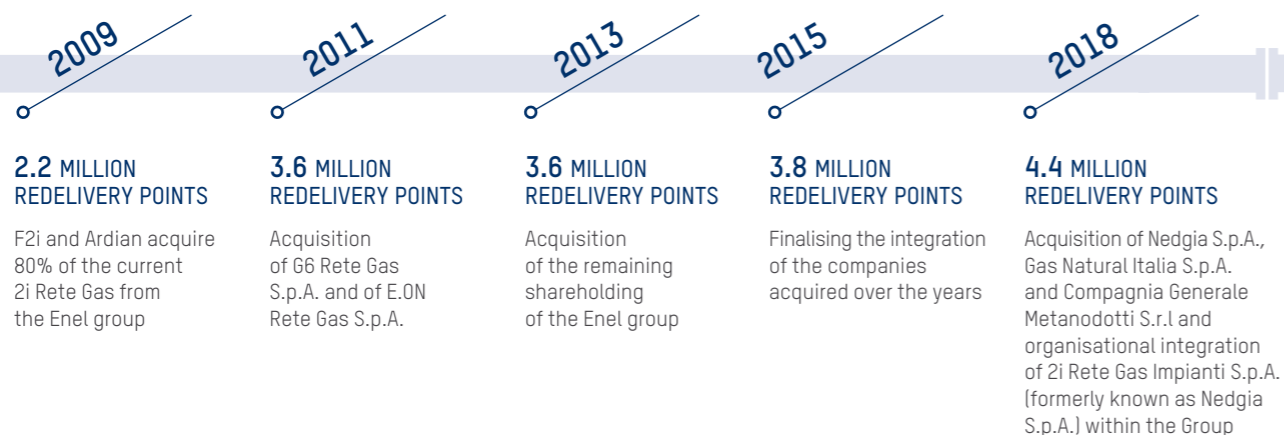 2009
2.2 MILLION
REDELIVERY POINTS
F2i and Ardian acquire
80% of the current
2i Rete Gas from
the Enel group
2011
3.6 MILLION
REDELIVERY POINTS
Acquisition
of G6 Rete Gas
S.p.A. and of E.ON
Rete Gas S.p.A.
2013
3.6 MILLION
REDELIVERY POINTS
Acquisition
of the remaining
shareholding
of the Enel group
2015
3.8 MILLION
REDELIVERY POINTS
Finalising the integration
of the companies
acquired over the years
2018
4.4 MILLION
REDELIVERY POINTS
Acquisition of Nedgia S.p.A.,
Gas Natural Italia S.p.A.
and Compagnia Generale
Metanodotti S.r.l and
organisational integration
of 2i Rete Gas Impianti S.p.A.
(formerly known as Nedgia
S.p.A.) within the Group